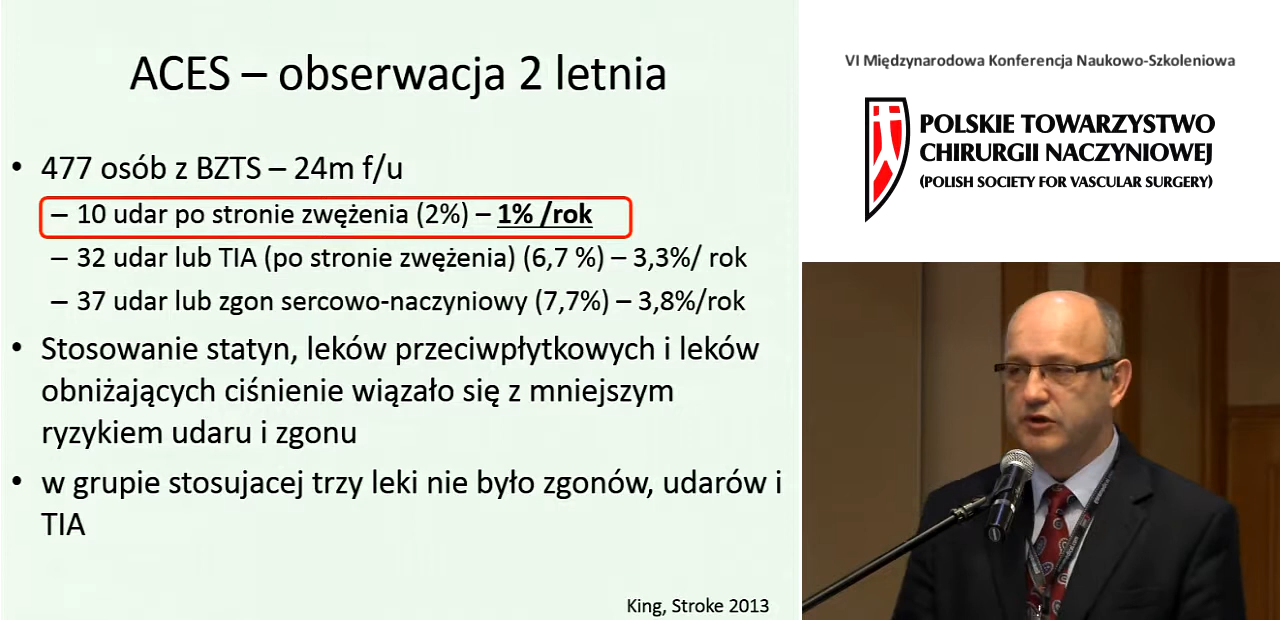 ACES – obserwacja 2 letnia
• 477 osób z BZTS – 24m f/u
– 10 udar po stronie zwężenia (2%) – 1% /rok
– 32 udar lub TIA (po stronie zwężenia) (6,7 %) – 3,3%/ rok
– 37 udar lub zgon sercowo-naczyniowy (7,7%) – 3,8%/rok
• Stosowanie statyn, leków przeciwpłytkowych i leków
obniżających ciśnienie wiązało się z mniejszym
ryzykiem udaru i zgonu
• w grupie stosujacej trzy leki nie było zgonów, udarów i
TIA
King, Stroke 2013
VI Międzynarodowa Konferencja Naukowo-Szkoleniowa
POLSKIE TOWARZYSTWO
CHIRURGII NACZYNIOWEJ
(POLISH SOCIETY FOR VASCULAR SURGERY)